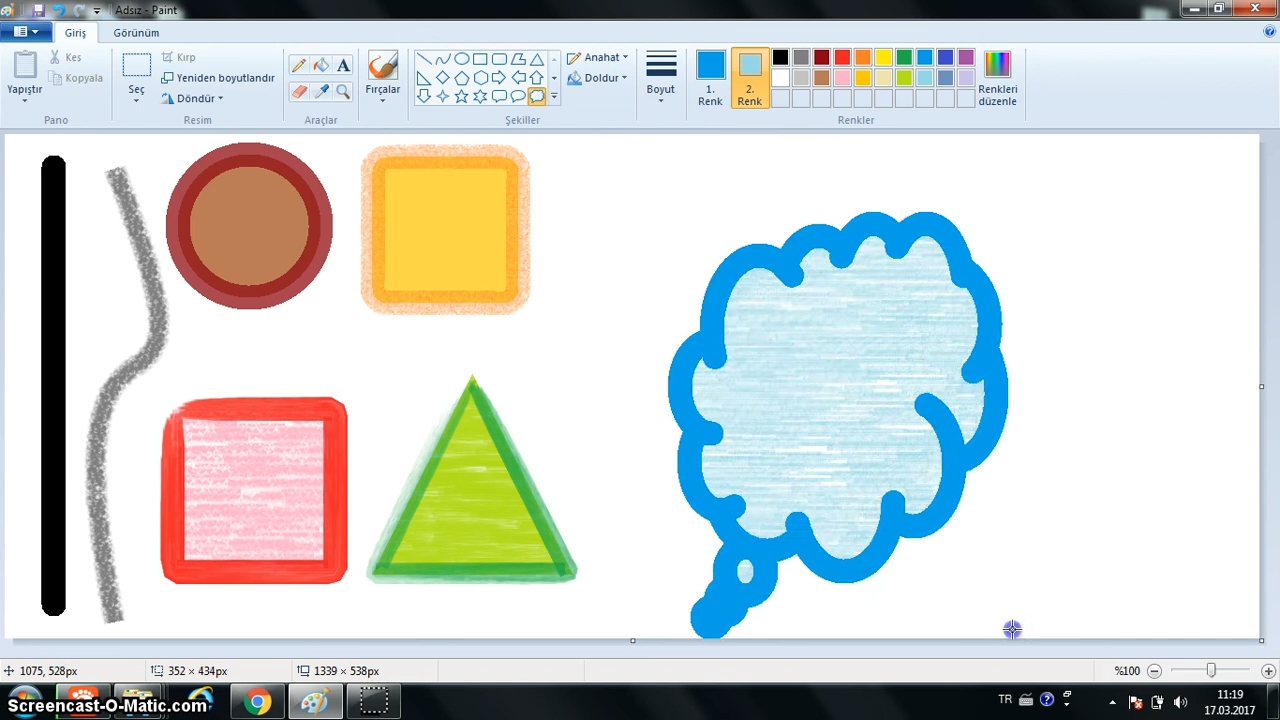 Adsız - Paint
Giriş Görünüm
Yapıştır
Kes
Kopyala
Pano
Seç
Kırp
Yeniden boyutlandır
Döndür
Resim
A
Araçlar
Fırçalar
Anahat
Doldur
Şekiller
Boyut
1.
Renk
2.
Renk
Renkleri
düzenle
Renkler
1075, 528px 352 × 434px 1339 × 538px %100
TR 11:19
17.03.2017
Screencast-O-Matic.com